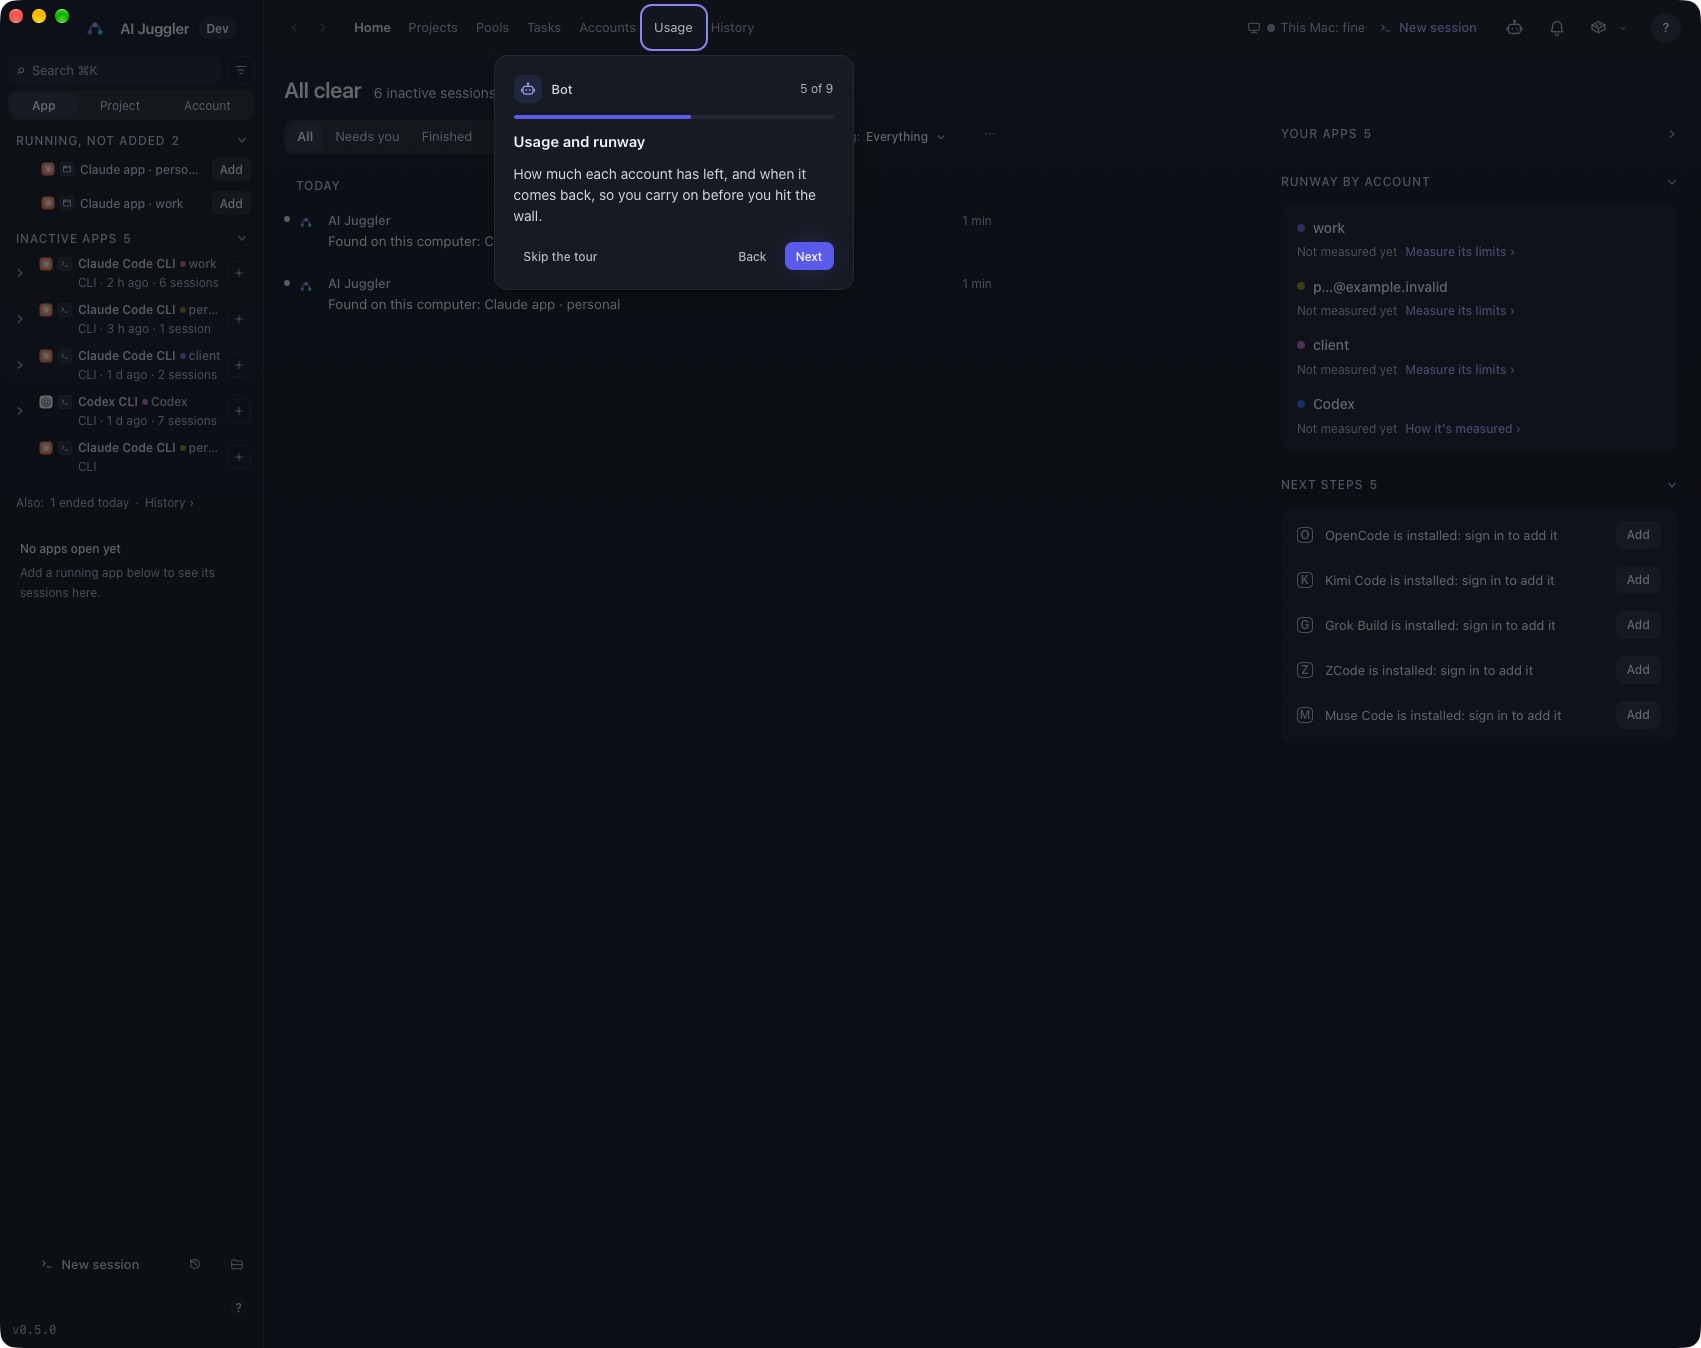 AI Juggler Dev
Home Projects Pools Tasks Accounts Usage History
This Mac: fine New session ?
Search ⌘K
App Project Account
RUNNING, NOT ADDED 2
Claude app · perso... Add
Claude app · work Add
INACTIVE APPS 5
Claude Code CLI work
CLI · 2 h ago · 6 sessions
Claude Code CLI per...
CLI · 3 h ago · 1 session
Claude Code CLI client
CLI · 1 d ago · 2 sessions
Codex CLI Codex
CLI · 1 d ago · 7 sessions
Claude Code CLI per...
CLI
Also: 1 ended today · History ›
No apps open yet
Add a running app below to see its
sessions here.
New session
?
v0.5.0
All clear 6 inactive sessions
All Needs you Finished
Everything
TODAY
AI Juggler 1 min
Found on this computer: C
AI Juggler 1 min
Found on this computer: Claude app · personal
Bot 5 of 9
Usage and runway
How much each account has left, and when it
comes back, so you carry on before you hit the
wall.
Skip the tour Back Next
YOUR APPS 5
RUNWAY BY ACCOUNT
work
Not measured yet Measure its limits ›
p...@example.invalid
Not measured yet Measure its limits ›
client
Not measured yet Measure its limits ›
Codex
Not measured yet How it's measured ›
NEXT STEPS 5
O OpenCode is installed: sign in to add it Add
K Kimi Code is installed: sign in to add it Add
G Grok Build is installed: sign in to add it Add
Z ZCode is installed: sign in to add it Add
M Muse Code is installed: sign in to add it Add